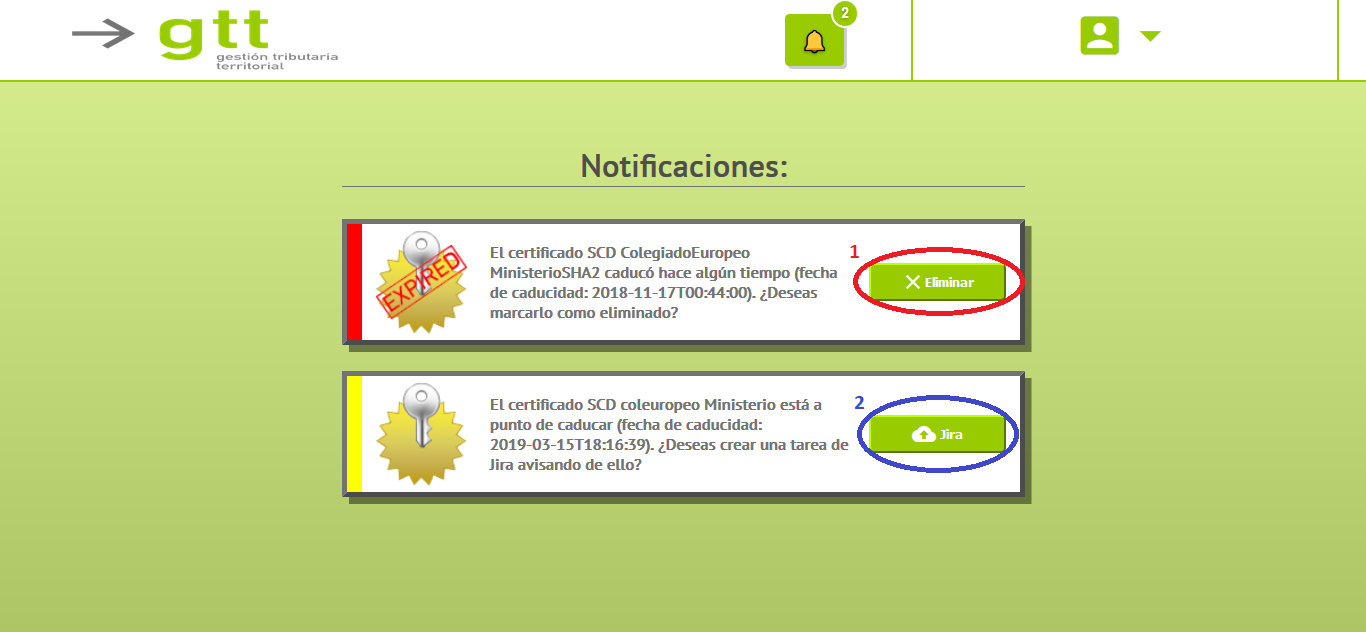 2
gtt
gestión tributaria
territorial
Notificaciones:
EXPIRED
El certificado SCD ColegiadoEuropeo
MinisterioSHA2 caducó hace algún tiempo (fecha
de caducidad: 2018-11-17T00:44:00). ¿Deseas
marcarlo como eliminado?
1
Eliminar
El certificado SCD coleuropeo Ministerio está a
punto de caducar (fecha de caducidad:
2019-03-15T18:16:39). ¿Deseas crear una tarea de
Jira avisando de ello?
2
Jira